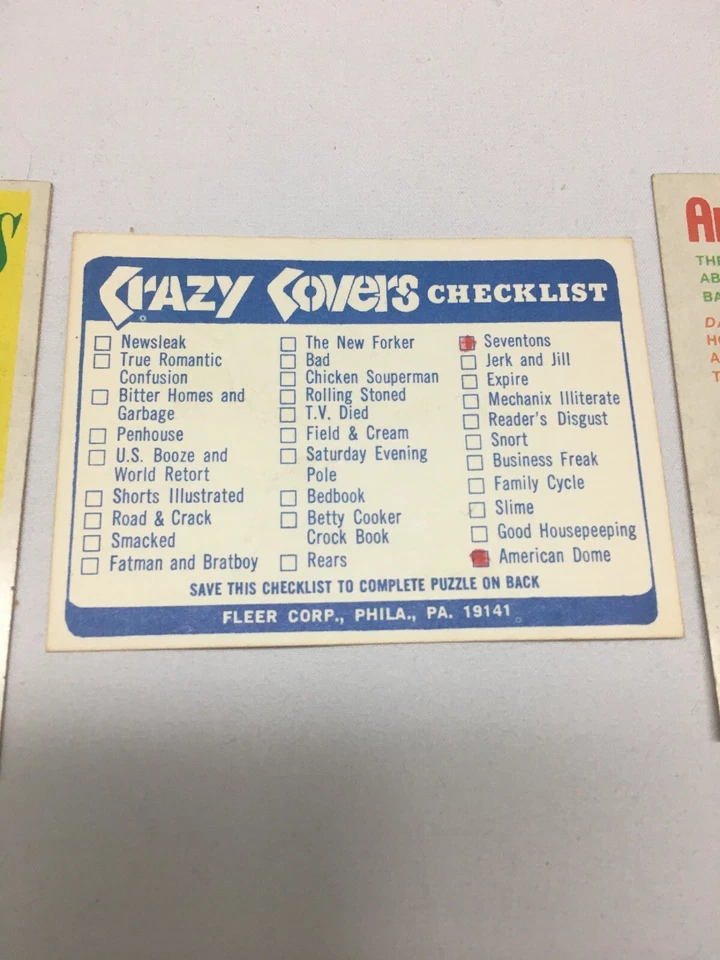 Crazy Covers CHECKLIST
Newsleak
True Romantic
Confusion
Bitter Homes and
Garbage
Penhouse
U.S. Booze and
World Retort
Shorts Illustrated
Road & Crack
Smacked
Fatman and Bratboy
The New Forker
Bad
Chicken Souperman
Rolling Stoned
T.V. Died
Field & Cream
Saturday Evening
Pole
Bedbook
Betty Cooker
Crock Book
Rears
Seventons
Jerk and Jill
Expire
Mechanix Illiterate
Reader's Disgust
Snort
Business Freak
Family Cycle
Slime
Good Housepeeping
American Dome
SAVE THIS CHECKLIST TO COMPLETE PUZZLE ON BACK
FLEER CORP., PHILA., PA. 19141